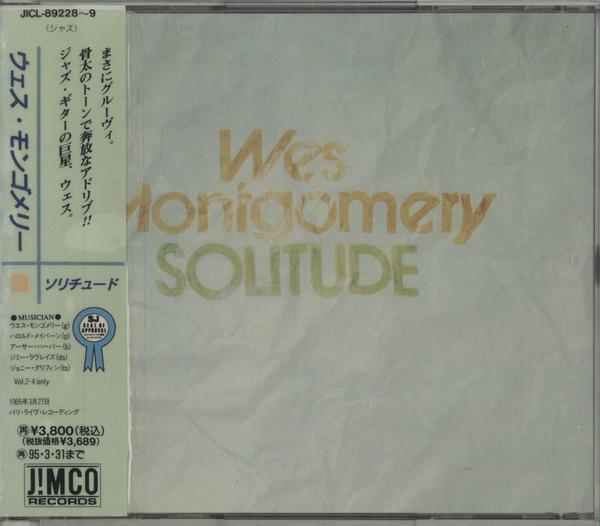 JICL-89228~9
(ジャズ)
まさにグルーヴィ。
骨太のトーンで奔放なアドリブ!!
ジャズ・ギターの巨星、ウェス。
ウェス・モンゴメリー
ソリチュード
●MUSICIAN●
ウエス・モンゴメリー(g)
ハロルド・メイバーン(p)
アーサー・ハーパー(b)
ジミー・ラヴレイズ(ds)
ジョニー・グリフィン(ts)
Vol.2-4 only
SJ
SEAL OF
APPROVAL
1965年3月27日
パリ・ライヴ・レコーディング
再¥3,800(税込)
(税抜価格¥3,689)
再95・3・31まで
J!MCO
RECORDS
Wes
Montgomery
SOLITUDE